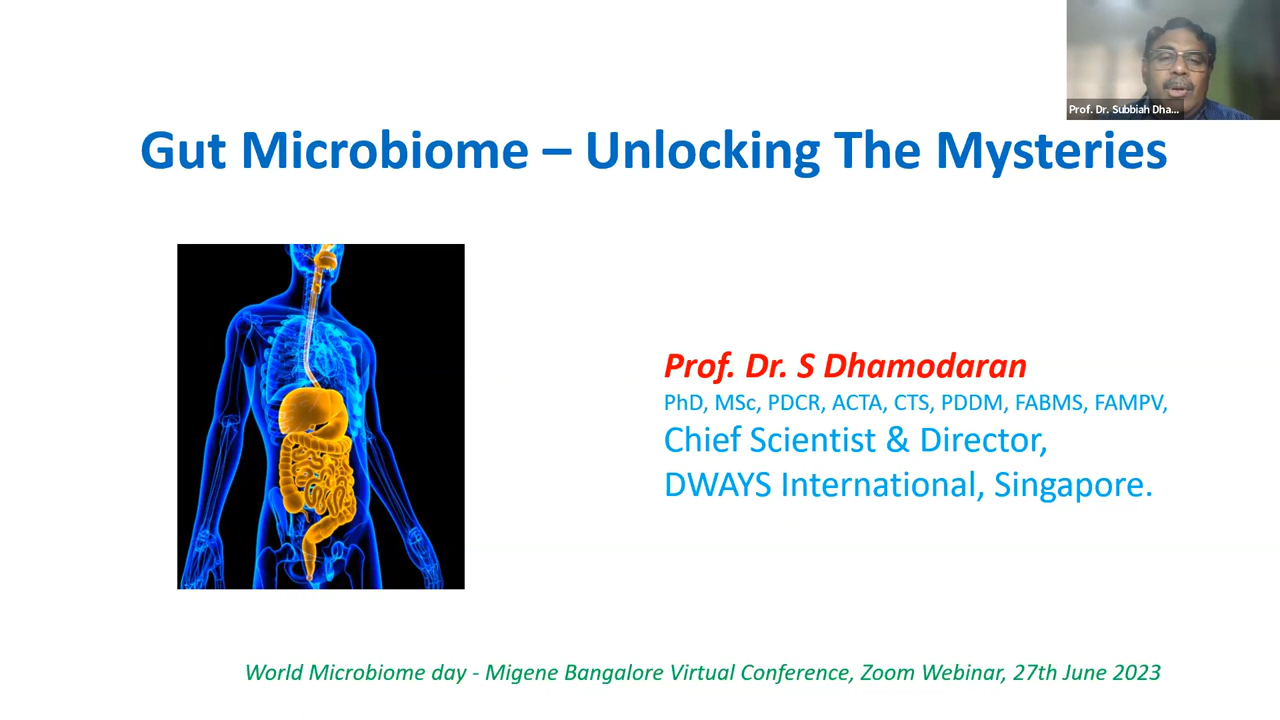 Prof. Dr. Subbiah Dha...
Gut Microbiome – Unlocking The Mysteries
Prof. Dr. S Dhamodaran
PhD, MSc, PDCR, ACTA, CTS, PDDM, FABMS, FAMPV,
Chief Scientist & Director,
DWAYS International, Singapore.
World Microbiome day - Migene Bangalore Virtual Conference, Zoom Webinar, 27th June 2023